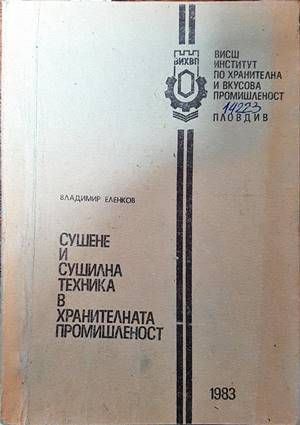 ВИХВП
ВИСШ
ИНСТИТУТ
ПО ХРАНИТЕЛНА
И ВКУСОВА
ПРОМИШЛЕНОСТ
14223
ПЛОВДИВ
ВЛАДИМИР ЕЛЕНКОВ
СУШЕНЕ
И
СУШИЛНА
ТЕХНИКА
В
ХРАНИТЕЛНАТА
ПРОМИШЛЕНОСТ
1983